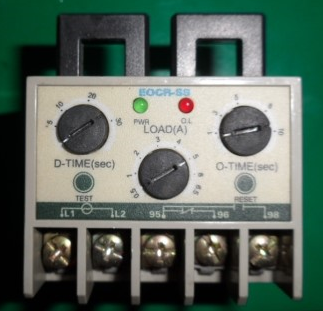 EOCR-SS
PWR
O.L
LOAD(A)
D-TIME(sec)
O-TIME(sec)
TEST
RESET
L1
L2
95
96
98